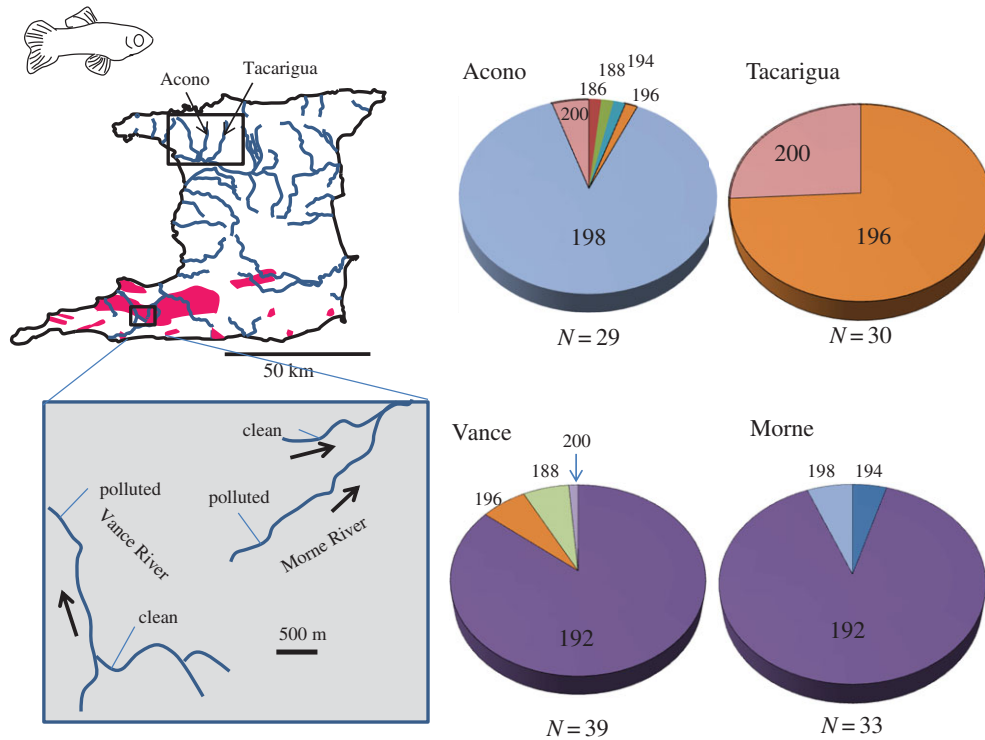 Acono
Tacarigua
50 km
clean
polluted
polluted
Vance River
Morne River
clean
500 m
Acono
200
186
188
194
196
198
N = 29
Tacarigua
200
196
N = 30
Vance
196
188
200
192
N = 39
Morne
198
194
192
N = 33